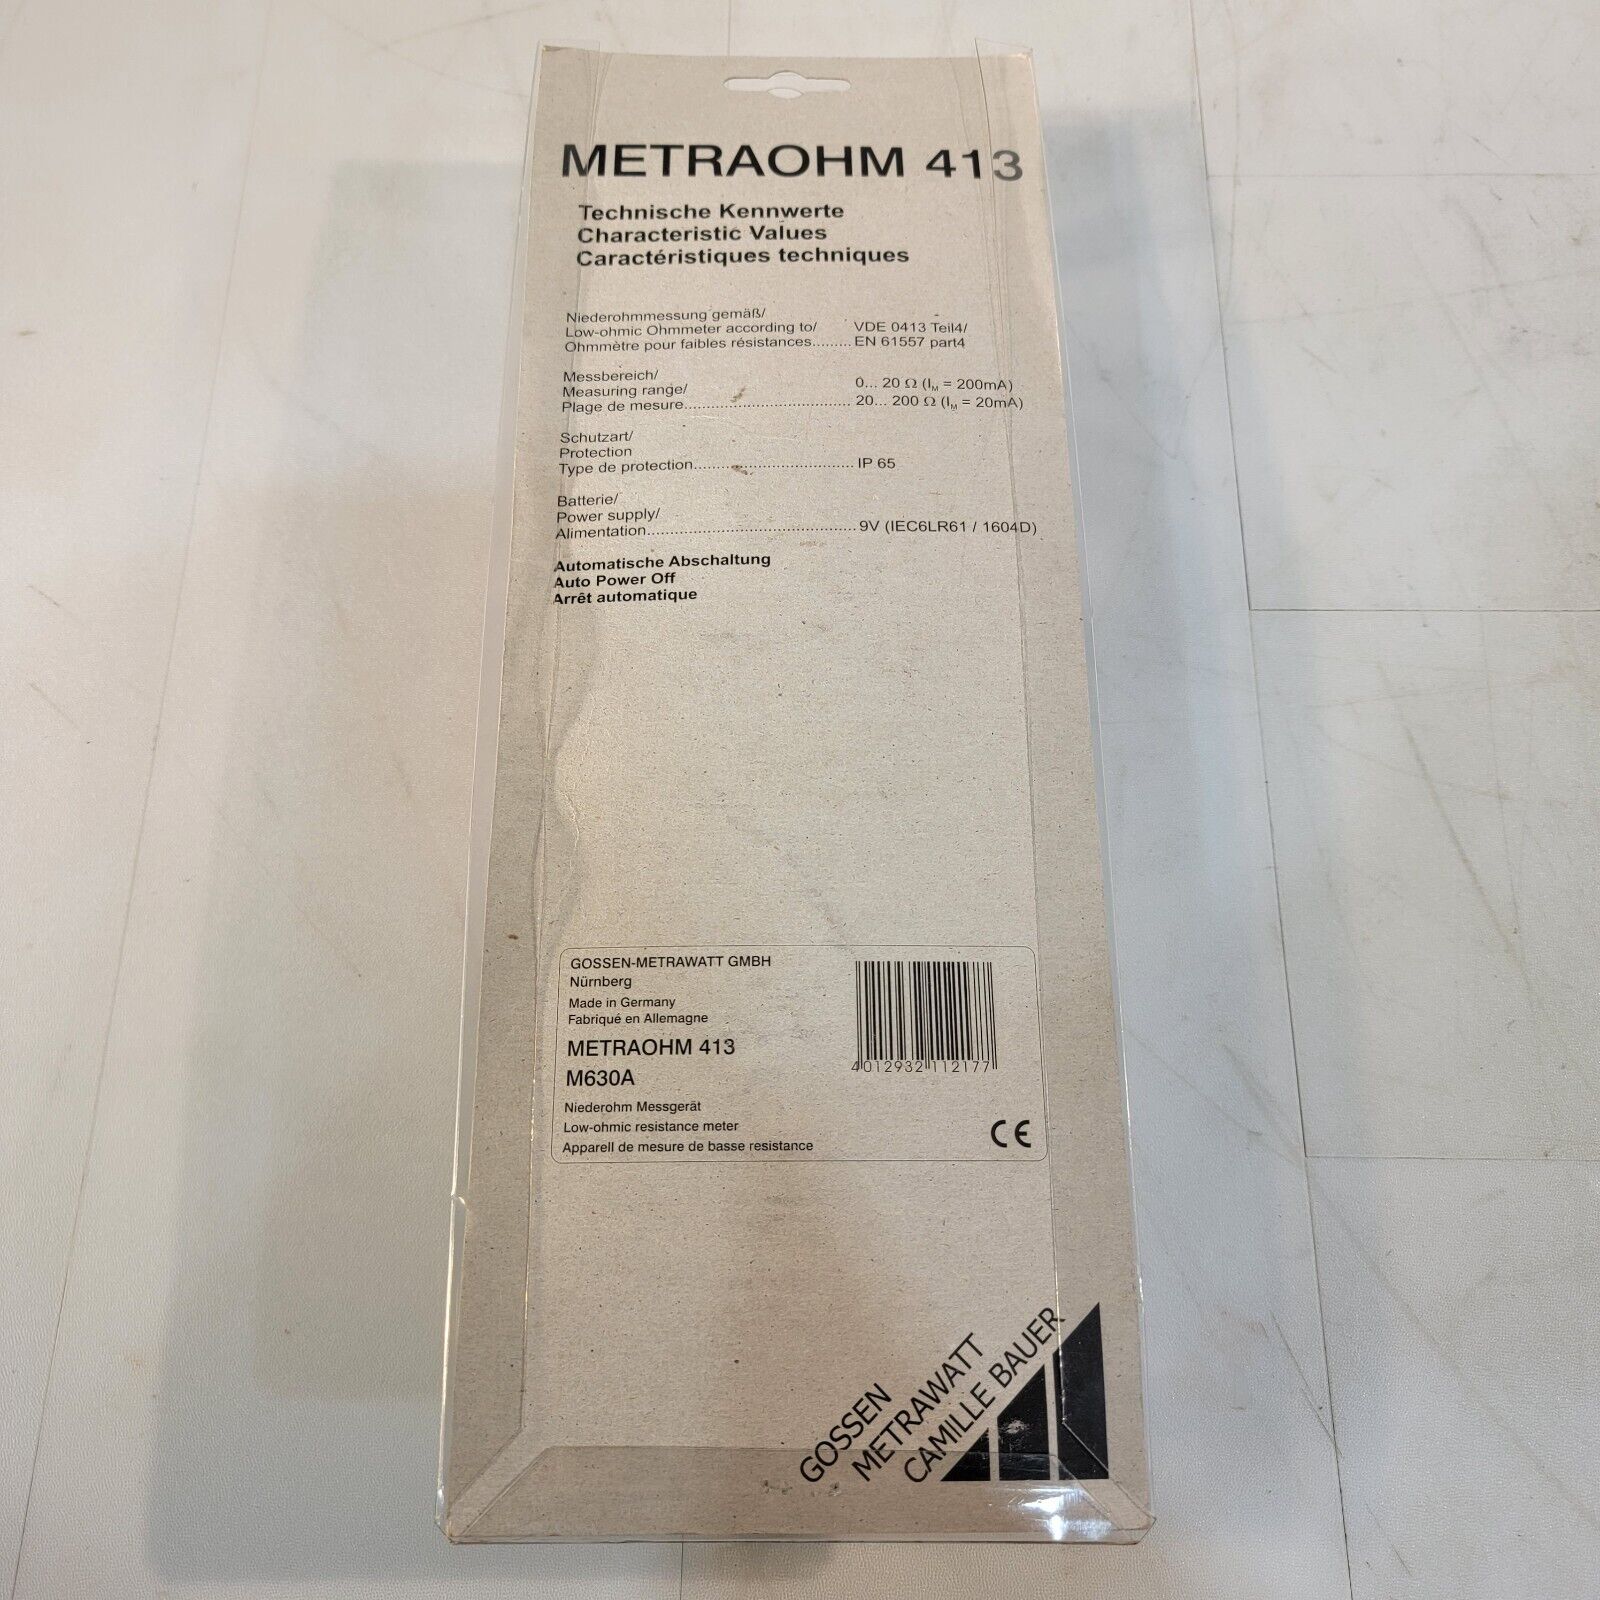 METRAOHM 413
Technische Kennwerte
Characteristic Values
Caractéristiques techniques
Niederohmmessung gemäß/
Low-ohmic Ohmmeter according to/ VDE 0413 Teil4/
Ohmmètre pour faibles résistances......... EN 61557 part4
Messbereich/
Measuring range/ 0... 20 Ω (IM = 200mA)
Plage de mesure.................................... 20... 200 Ω (IM = 20mA)
Schutzart/
Protection
Type de protection................................... IP 65
Batterie/
Power supply/
Alimentation.............................................. 9V (IEC6LR61 / 1604D)
Automatische Abschaltung
Auto Power Off
Arrêt automatique
GOSSEN-METRAWATT GMBH
Nürnberg
Made in Germany
Fabriqué en Allemagne
METRAOHM 413
M630A
Niederohm Messgerät
Low-ohmic resistance meter
Appareil de mesure de basse resistance
4 012932 112177
CE
GOSSEN
METRAWATT
CAMILLE BAUER